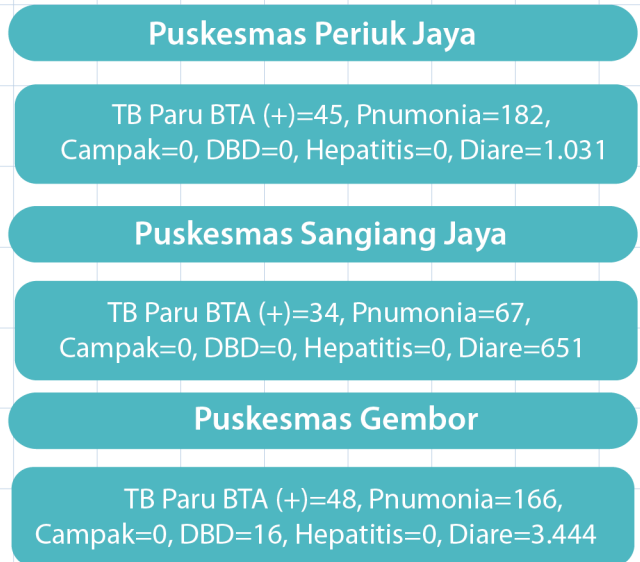 Puskesmas Periuk Jaya
TB Paru BTA (+)=45, Pnumonia=182,
Campak=0, DBD=0, Hepatitis=0, Diare=1.031
Puskesmas Sangiang Jaya
TB Paru BTA (+)=34, Pnumonia=67,
Campak=0, DBD=0, Hepatitis=0, Diare=651
Puskesmas Gembor
TB Paru BTA (+)=48, Pnumonia=166,
Campak=0, DBD=16, Hepatitis=0, Diare=3.444